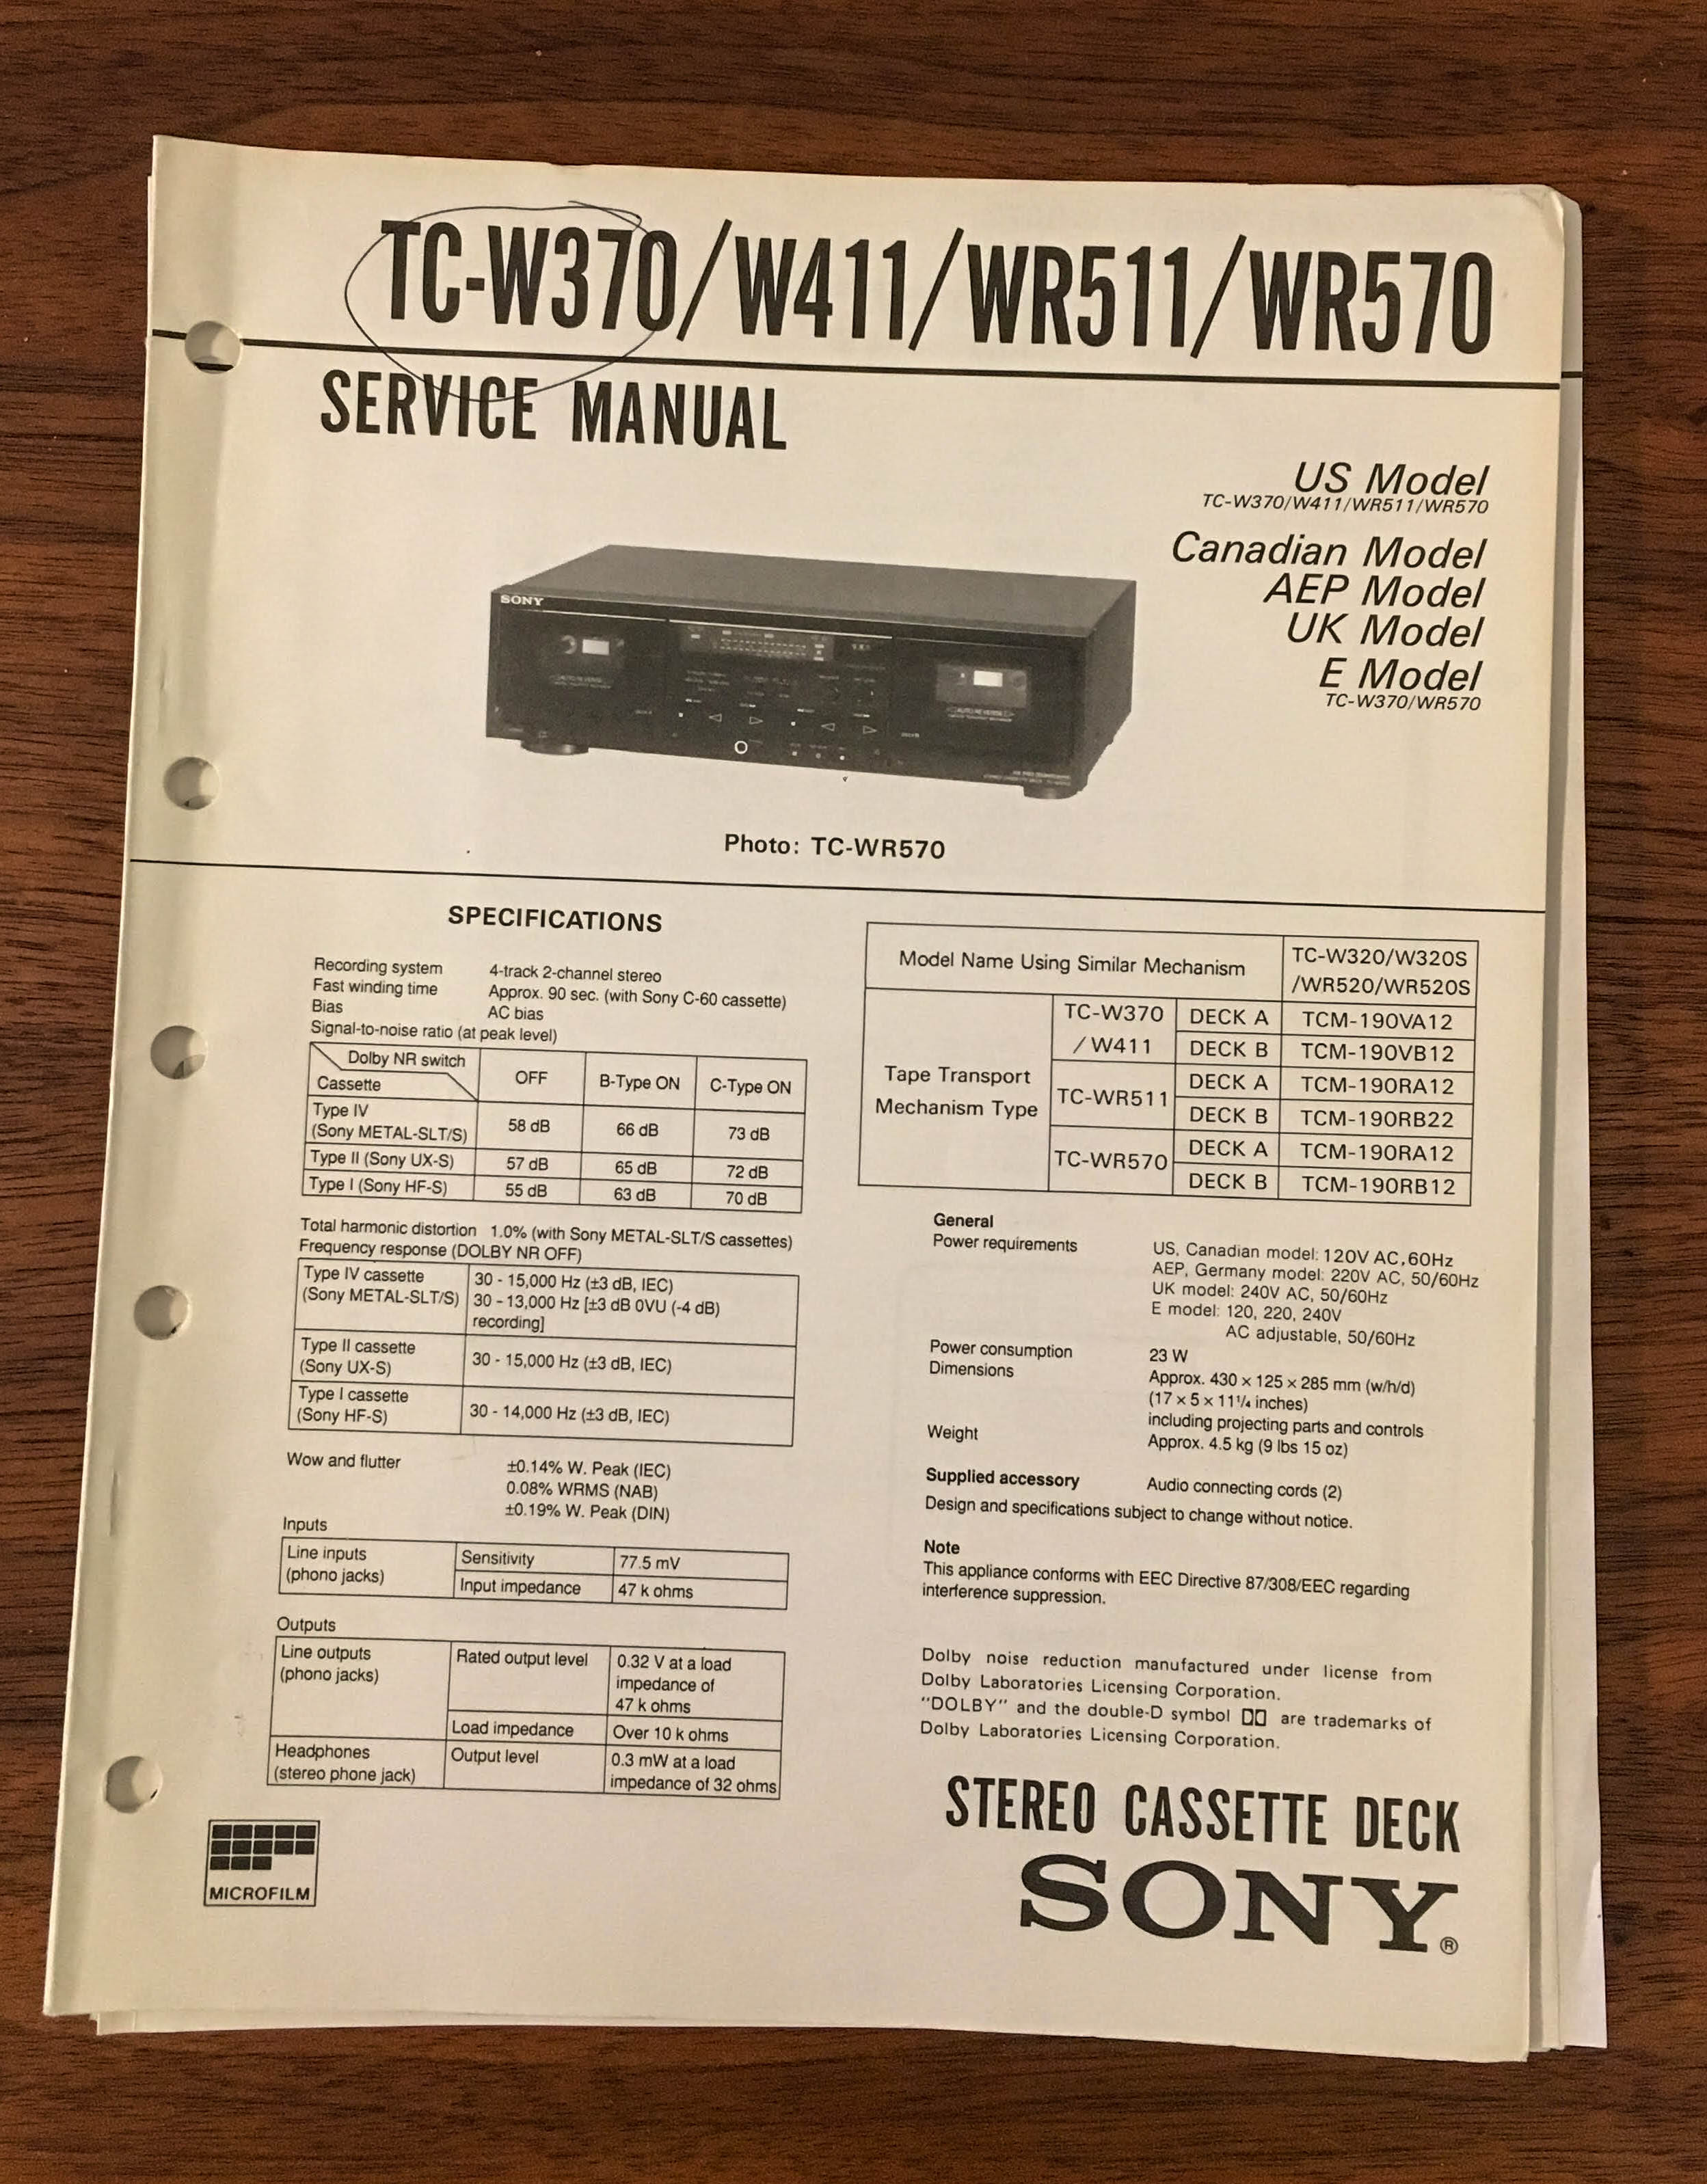 TC-W370/W411/WR511/WR570
SERVICE MANUAL
US Model
TC-W370/W411/WR511/WR570
Canadian Model
AEP Model
UK Model
E Model
TC-W370/WR570
SONY
AUTO REVERSE
AUTO REVERSE
Photo: TC-WR570
SPECIFICATIONS
Recording system 4-track 2-channel stereo
Fast winding time Approx. 90 sec. (with Sony C-60 cassette)
Bias AC bias
Signal-to-noise ratio (at peak level)
Dolby NR switch
Cassette OFF B-Type ON C-Type ON
Type IV
(Sony METAL-SLT/S) 58 dB 66 dB 73 dB
Type II (Sony UX-S) 57 dB 65 dB 72 dB
Type I (Sony HF-S) 55 dB 63 dB 70 dB
Total harmonic distortion 1.0% (with Sony METAL-SLT/S cassettes)
Frequency response (DOLBY NR OFF)
Type IV cassette 30 - 15,000 Hz (±3 dB, IEC)
(Sony METAL-SLT/S) 30 - 13,000 Hz [±3 dB 0VU (-4 dB)
recording]
Type II cassette
(Sony UX-S) 30 - 15,000 Hz (±3 dB, IEC)
Type I cassette
(Sony HF-S) 30 - 14,000 Hz (±3 dB, IEC)
Wow and flutter ±0.14% W. Peak (IEC)
0.08% WRMS (NAB)
±0.19% W. Peak (DIN)
Inputs
Line inputs Sensitivity 77.5 mV
(phono jacks) Input impedance 47 k ohms
Outputs
Line outputs Rated output level 0.32 V at a load
(phono jacks) impedance of
47 k ohms
Load impedance Over 10 k ohms
Headphones Output level 0.3 mW at a load
(stereo phone jack) impedance of 32 ohms
MICROFILM
Model Name Using Similar Mechanism TC-W320/W320S
/WR520/WR520S
Tape Transport
Mechanism Type
TC-W370 DECK A TCM-190VA12
/W411 DECK B TCM-190VB12
TC-WR511 DECK A TCM-190RA12
DECK B TCM-190RB22
TC-WR570 DECK A TCM-190RA12
DECK B TCM-190RB12
General
Power requirements US, Canadian model: 120V AC,60Hz
AEP, Germany model: 220V AC, 50/60Hz
UK model: 240V AC, 50/60Hz
E model: 120, 220, 240V
AC adjustable, 50/60Hz
Power consumption 23 W
Dimensions Approx. 430 × 125 × 285 mm (w/h/d)
(17 × 5 × 11¼ inches)
including projecting parts and controls
Weight Approx. 4.5 kg (9 lbs 15 oz)
Supplied accessory Audio connecting cords (2)
Design and specifications subject to change without notice.
Note
This appliance conforms with EEC Directive 87/308/EEC regarding
interference suppression.
Dolby noise reduction manufactured under license from
Dolby Laboratories Licensing Corporation.
"DOLBY" and the double-D symbol are trademarks of
Dolby Laboratories Licensing Corporation.
STEREO CASSETTE DECK
SONY®